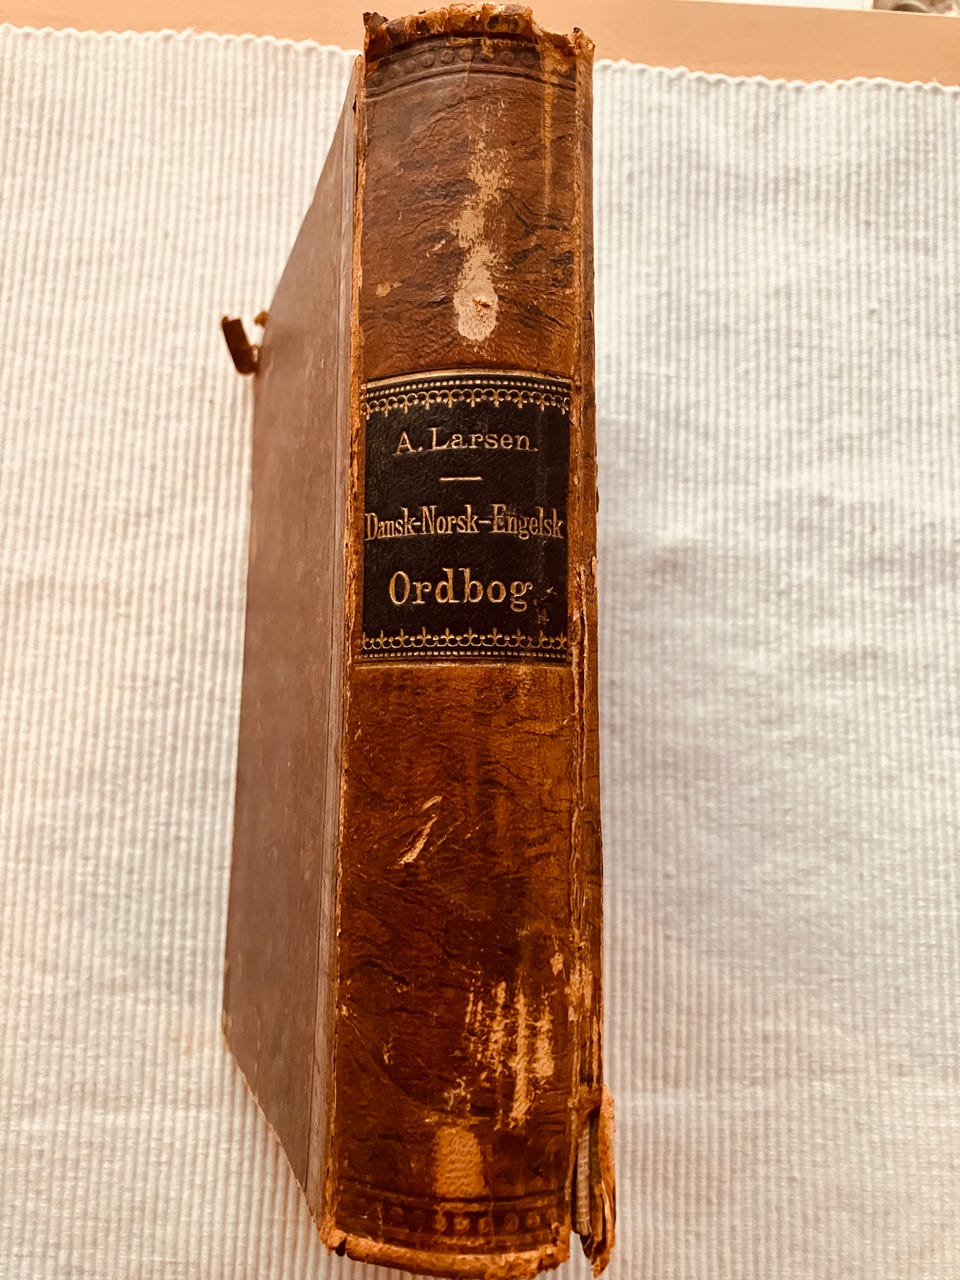 A. Larsen.
Dansk-Norsk-Engelsk
Ordbog.